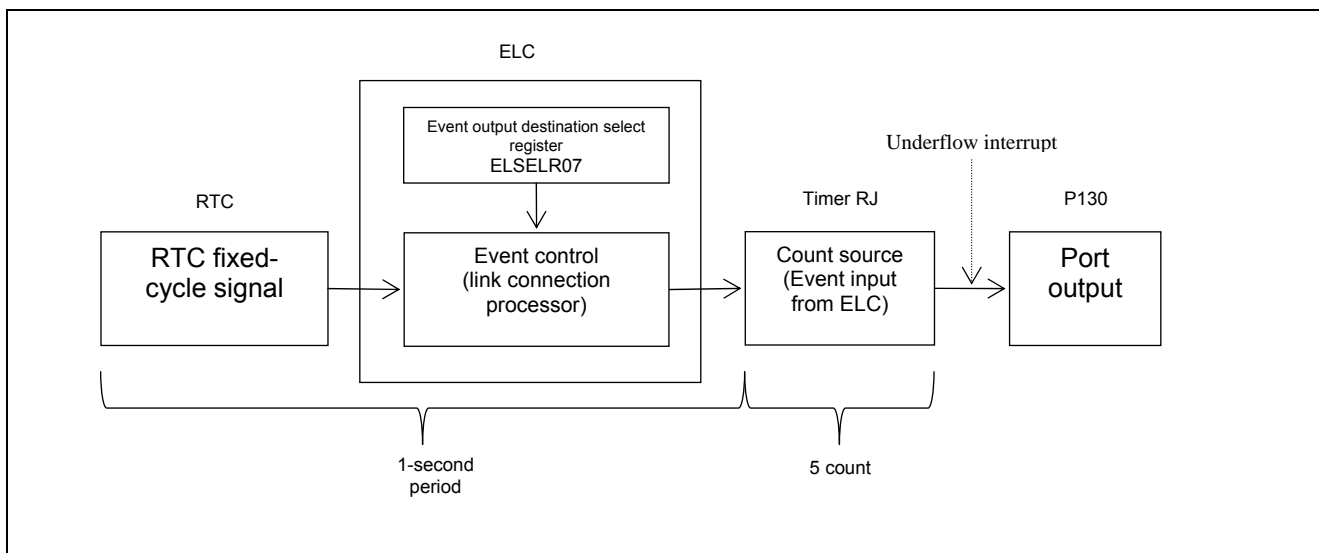 ELC
Event output destination select
register
ELSELR07
Underflow interrupt
RTC
Timer RJ
P130
RTC fixed-
cycle signal
Event control
(link connection
processor)
Count source
(Event input
from ELC)
Port
output
1-second
period
5 count